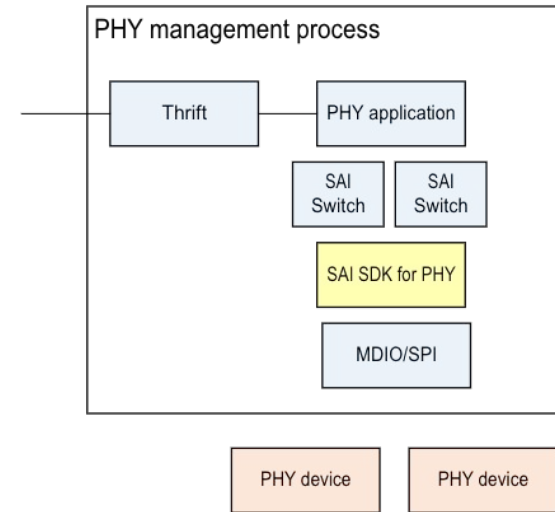 PHY management process
Thrift
PHY application
SAI
Switch
SAI
Switch
SAI SDK for PHY
MDIO/SPI
PHY device
PHY device